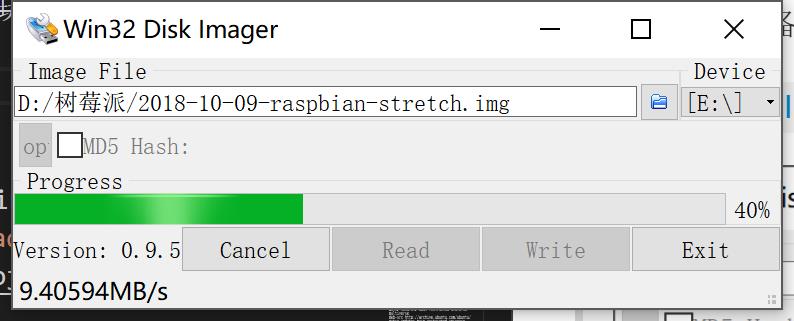 Win32 Disk Imager
Image File
Device
D:/树莓派/2018-10-09-raspbian-stretch.img
[E:\]
MD5 Hash:
Progress
40%
Version: 0.9.5
Cancel
Read
Write
Exit
9.40594MB/s